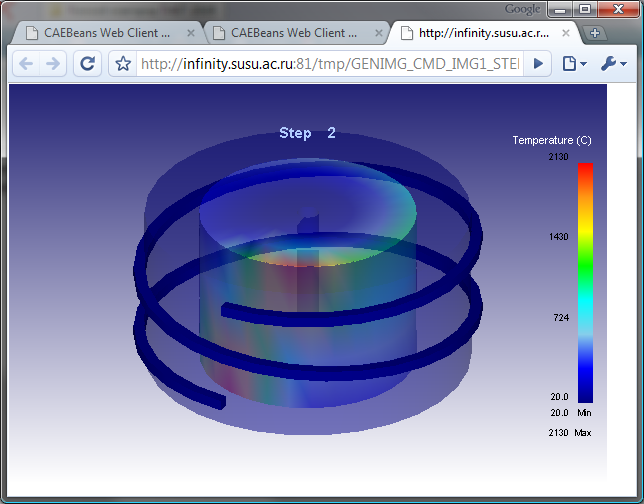 Google
CAEBeans Web Client ...
CAEBeans Web Client ...
http://infinity.susu.ac.r...
http://infinity.susu.ac.ru:81/tmp/GENIMG_CMD_IMG1_STE
Step 2
Temperature (C)
2130
1430
724
20.0
20.0 Min
2130 Max